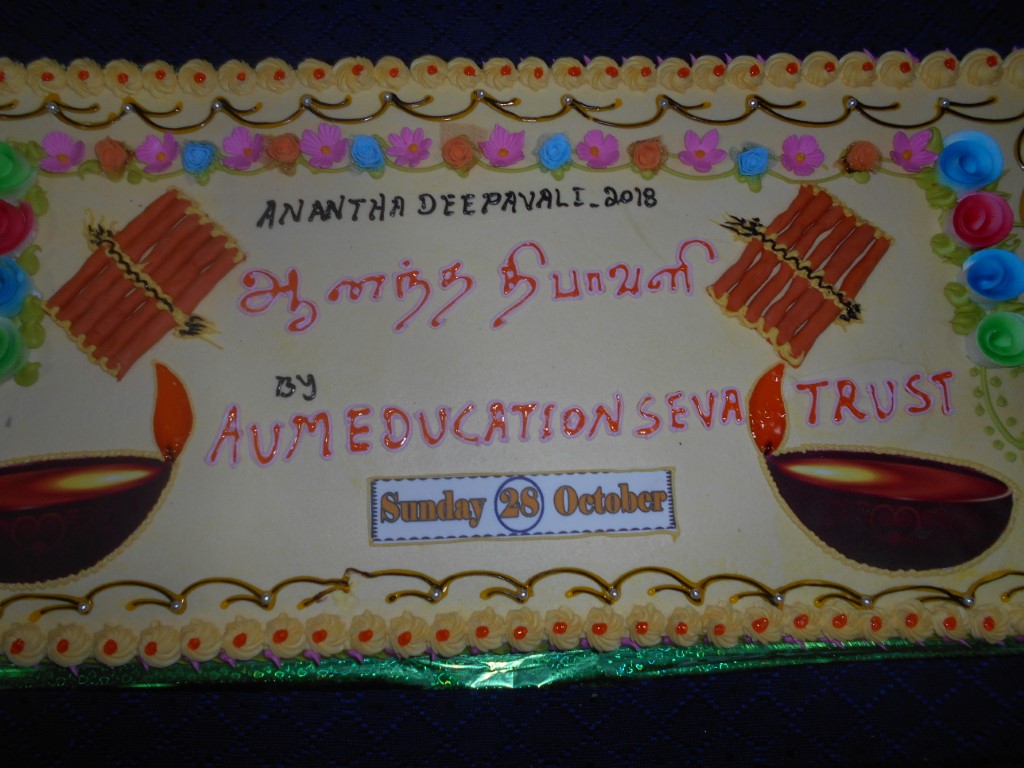 ANANTHA DEEPAVALI_2018
ஆனந்த திபாவளி
BY
AUM EDUCATION SEVA TRUST
Sunday 28 October